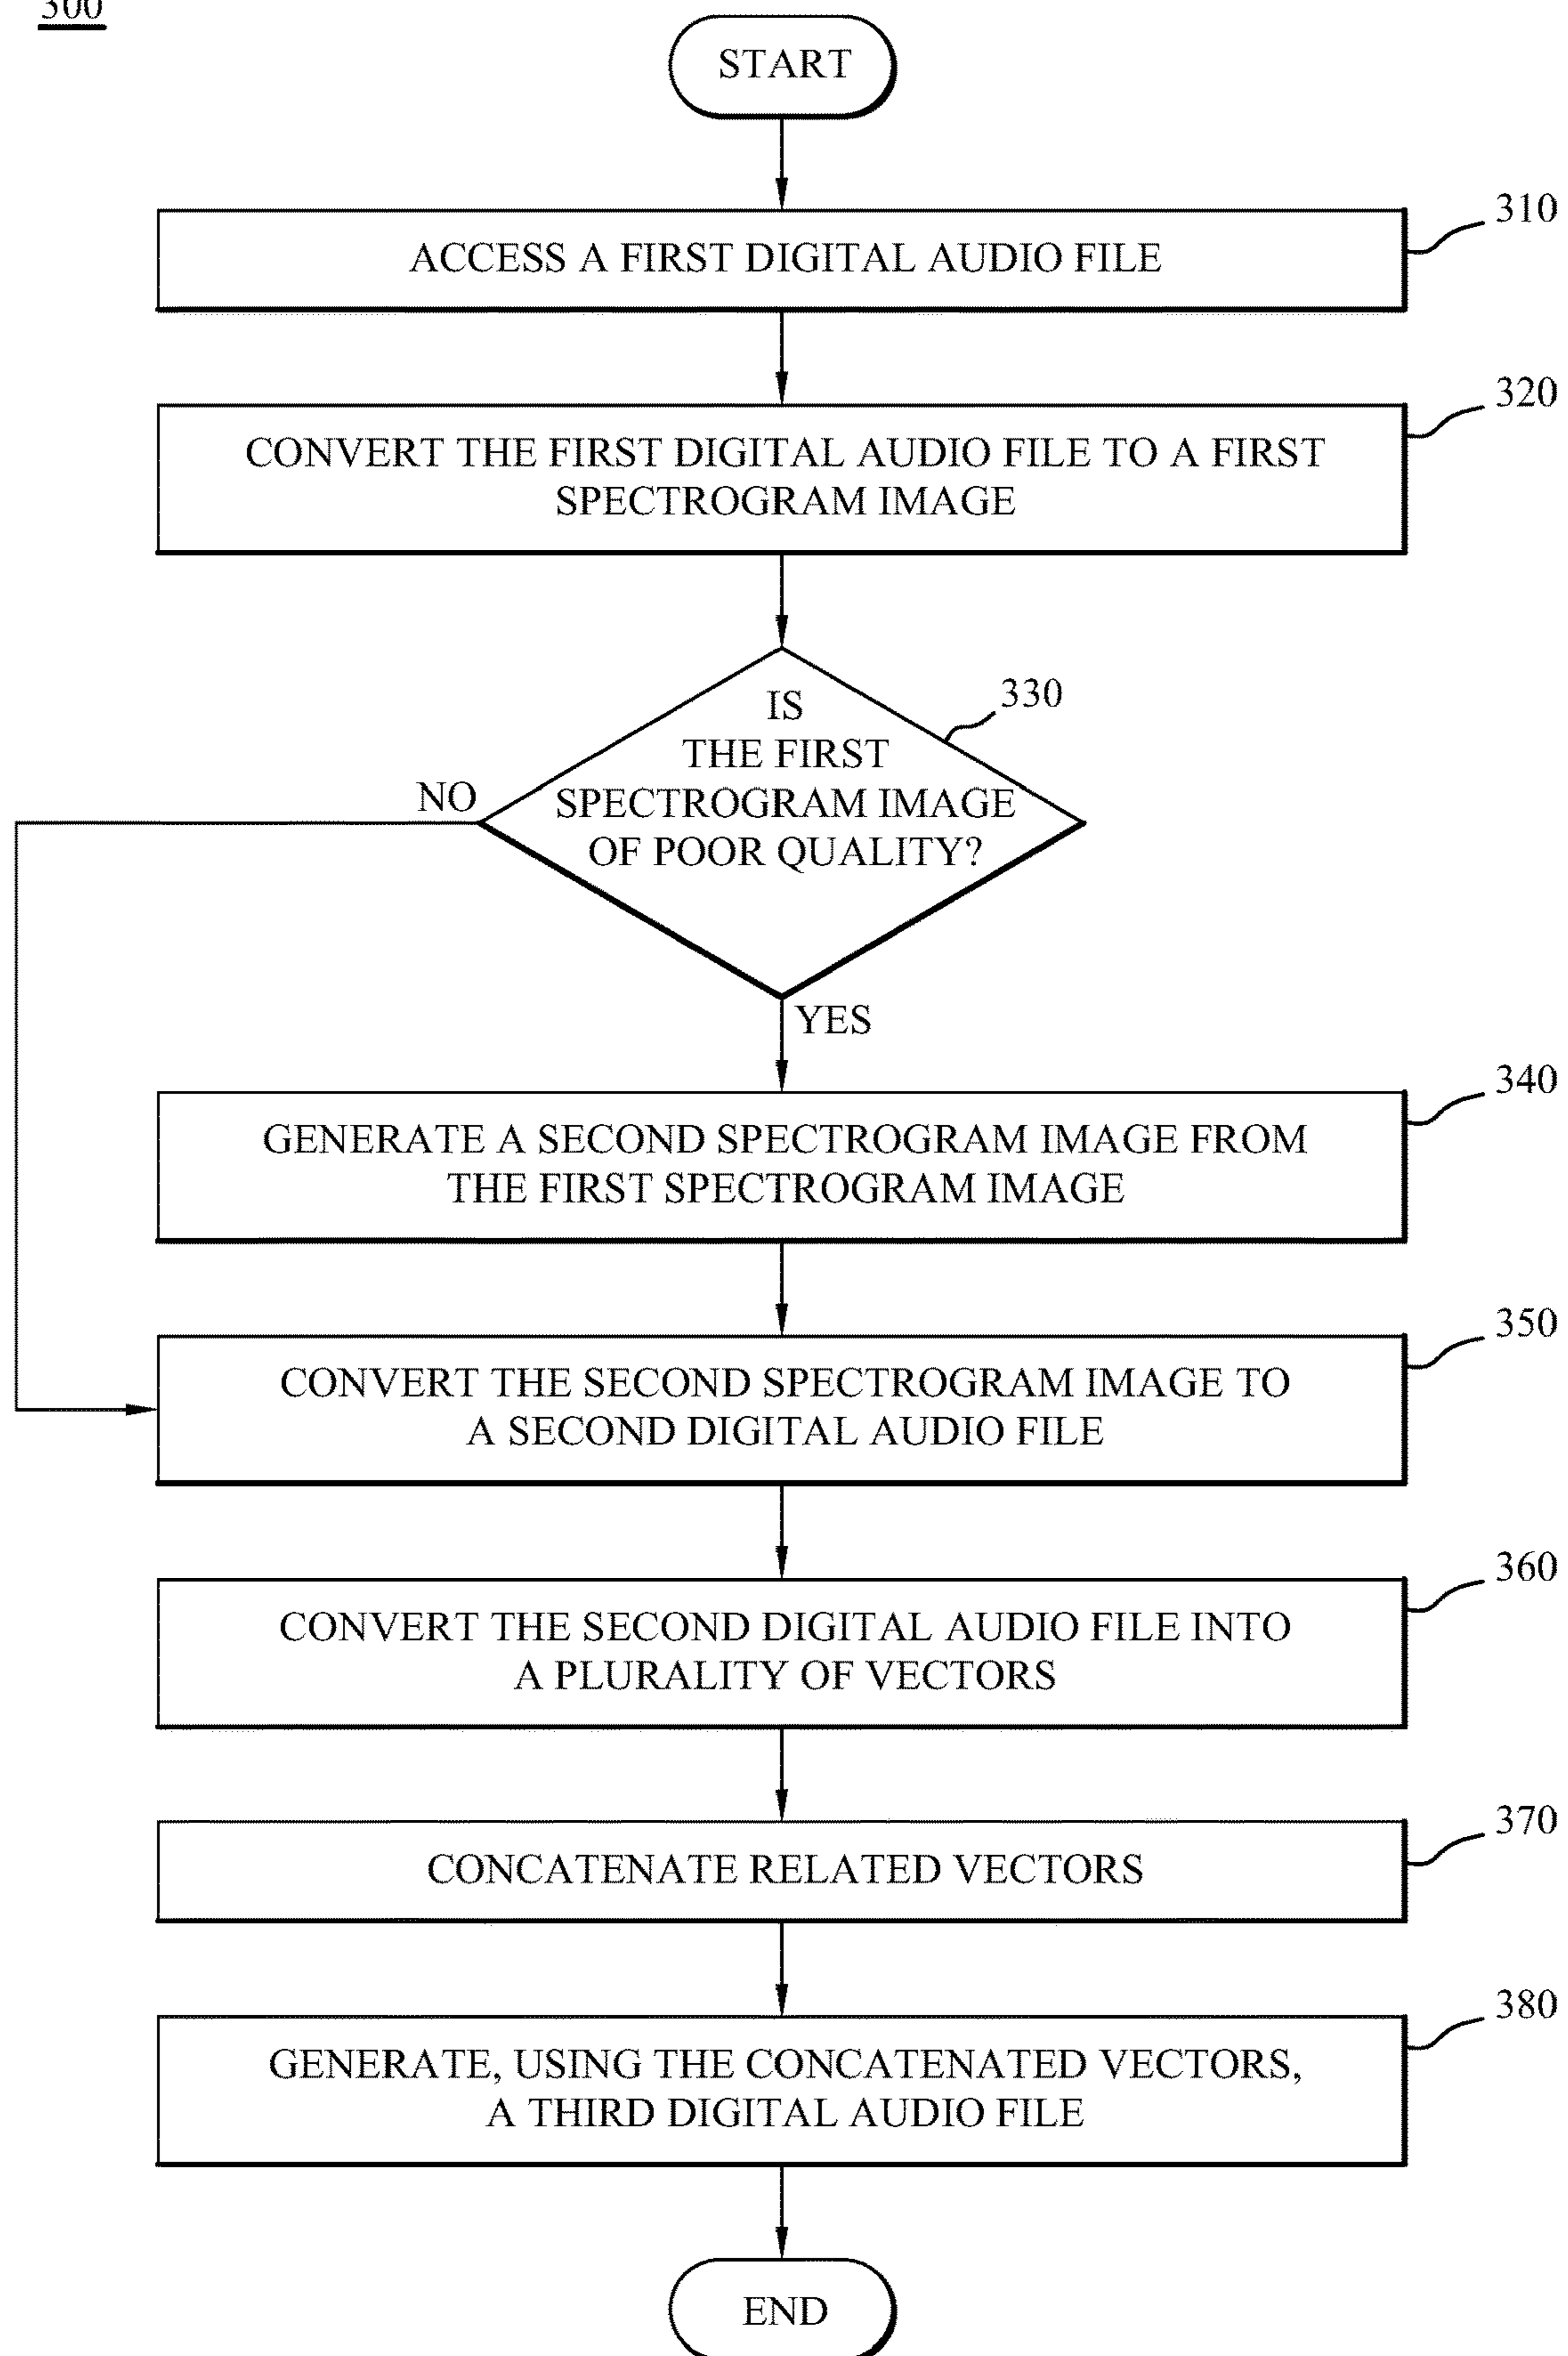 300
START
310
ACCESS A FIRST DIGITAL AUDIO FILE
320
CONVERT THE FIRST DIGITAL AUDIO FILE TO A FIRST
SPECTROGRAM IMAGE
330
IS
THE FIRST
SPECTROGRAM IMAGE
OF POOR QUALITY?
NO
YES
340
GENERATE A SECOND SPECTROGRAM IMAGE FROM
THE FIRST SPECTROGRAM IMAGE
350
CONVERT THE SECOND SPECTROGRAM IMAGE TO
A SECOND DIGITAL AUDIO FILE
360
CONVERT THE SECOND DIGITAL AUDIO FILE INTO
A PLURALITY OF VECTORS
370
CONCATENATE RELATED VECTORS
380
GENERATE, USING THE CONCATENATED VECTORS,
A THIRD DIGITAL AUDIO FILE
END